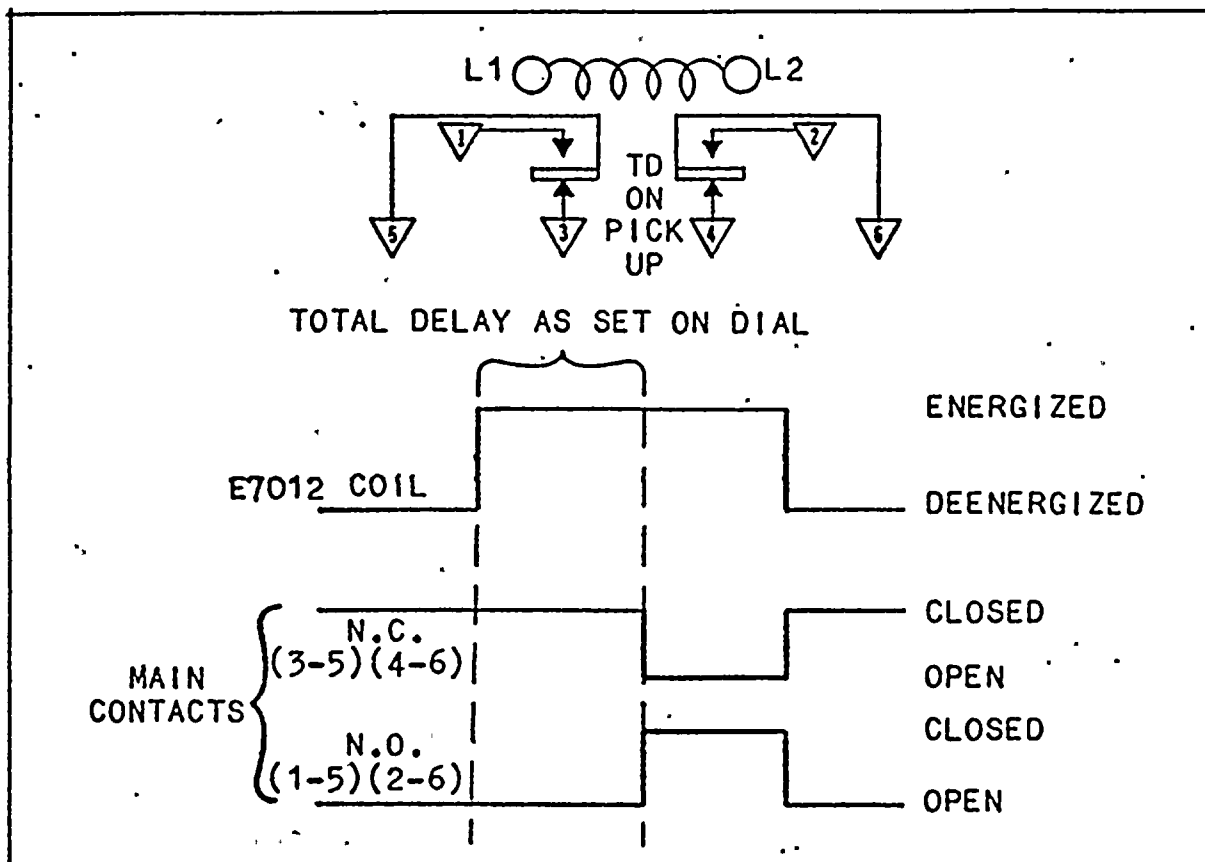 L1 L2
1 2
TD
ON
PICK
UP
5 3 4 6
TOTAL DELAY AS SET ON DIAL
ENERGIZED
E7012 COIL
DEENERGIZED
MAIN
CONTACTS
N.C.
(3-5)(4-6)
CLOSED
OPEN
N.O.
(1-5)(2-6)
CLOSED
OPEN